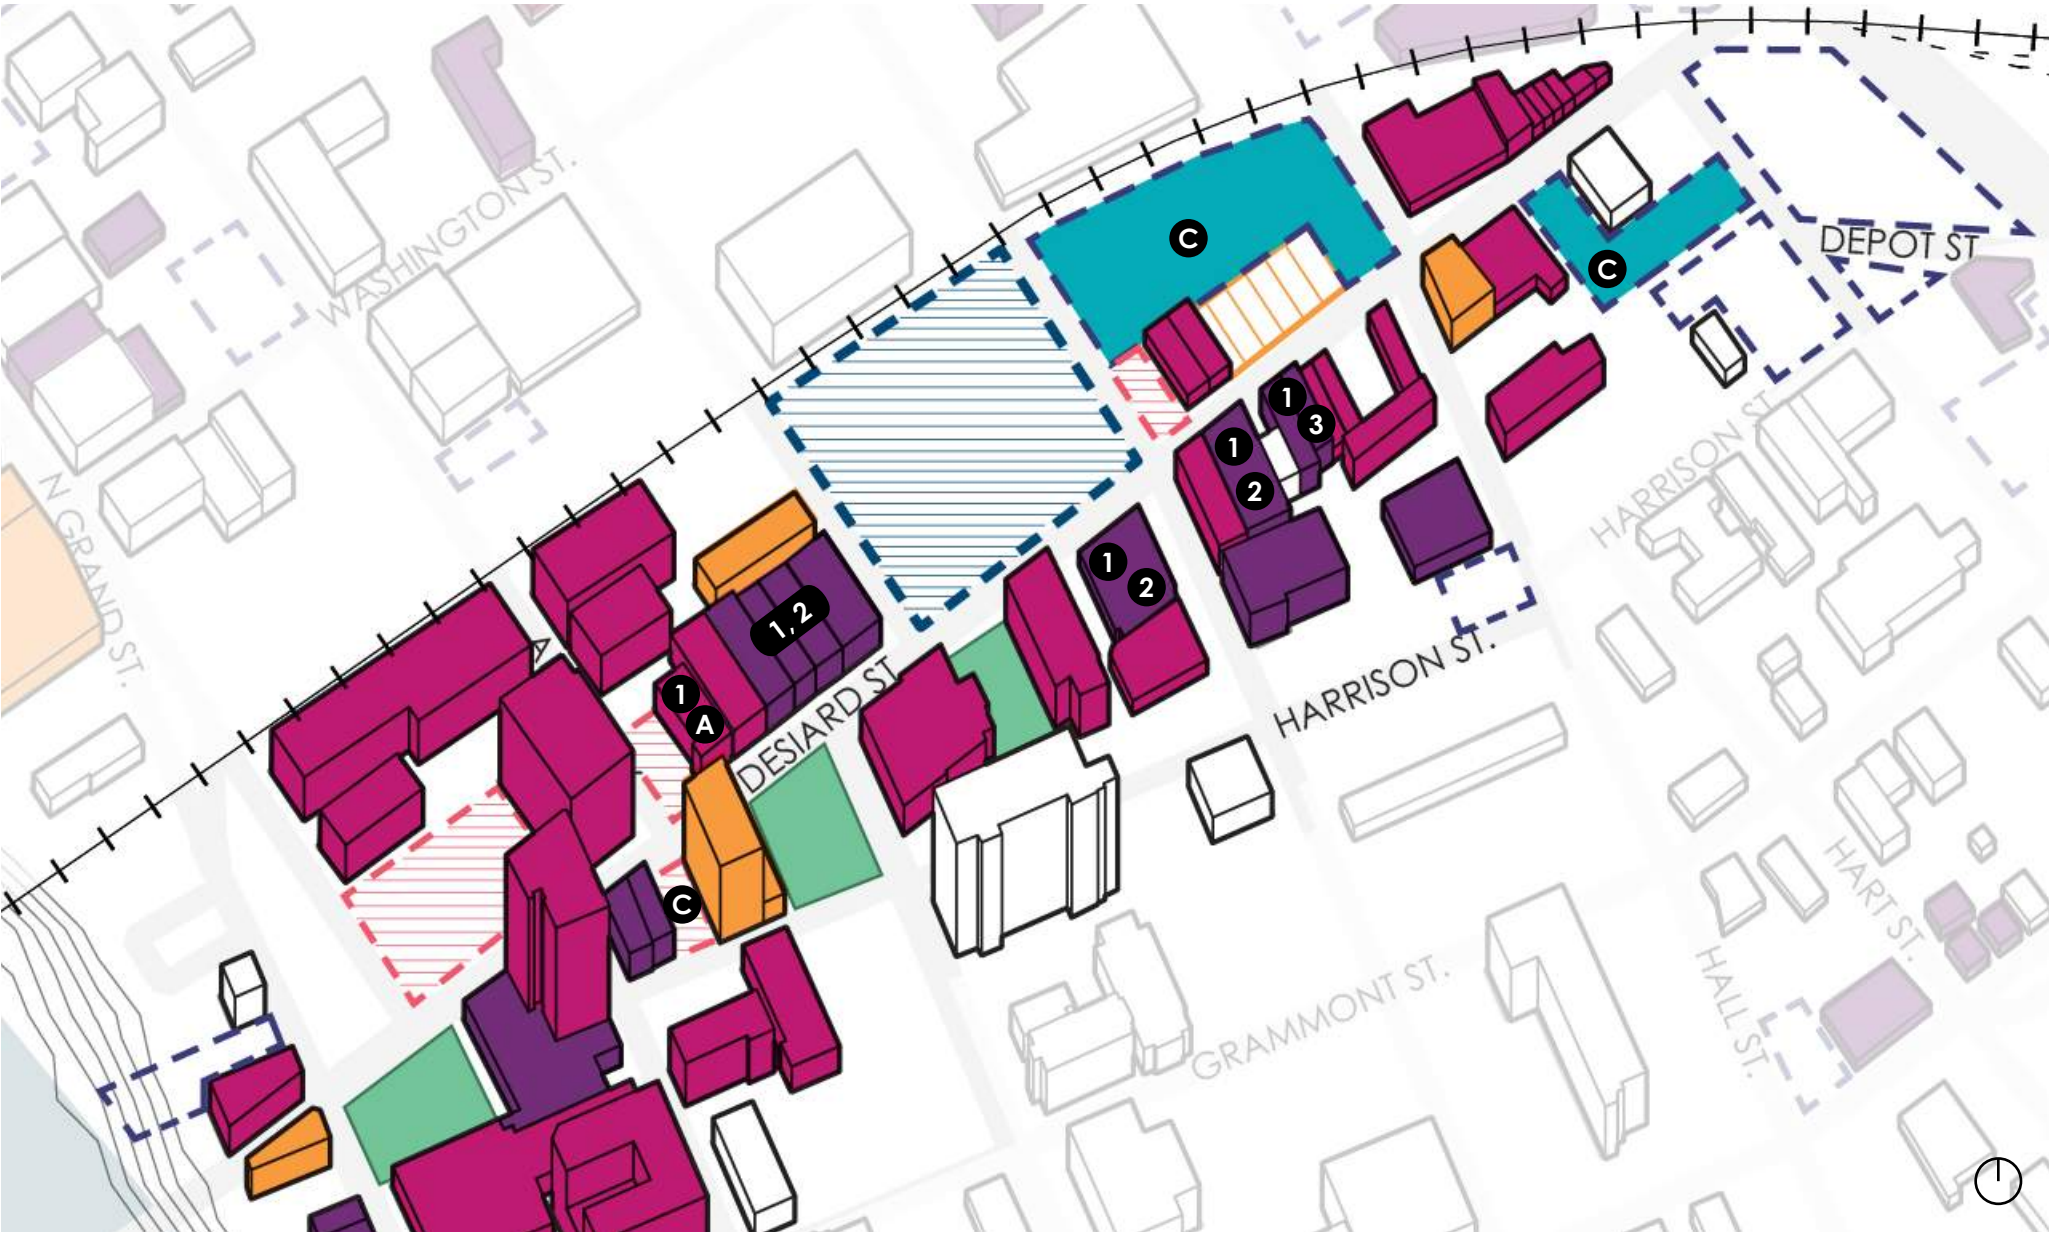 WASHINGTON ST.
C
DEPOT ST
C
1
3
1
2
HARRISON ST
N GRAND ST.
1
2
1, 2
A
1
A
DESIARD ST
HARRISON ST.
C
HART ST.
GRAMMONT ST.
HALL ST.